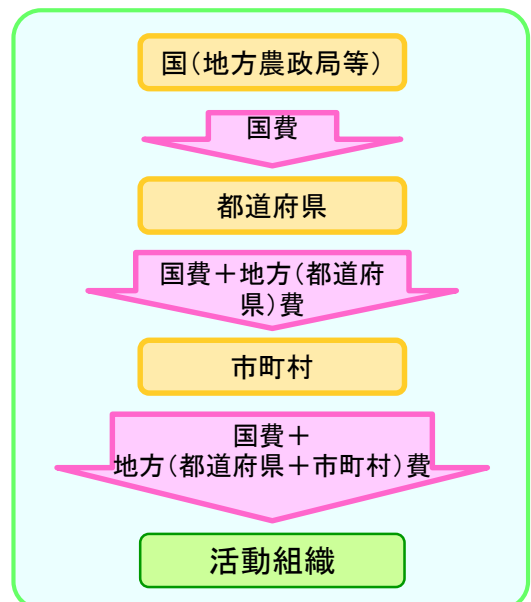 国(地方農政局等)
国費
都道府県
国費＋地方(都道府
県)費
市町村
国費＋
地方(都道府県＋市町村)費
活動組織